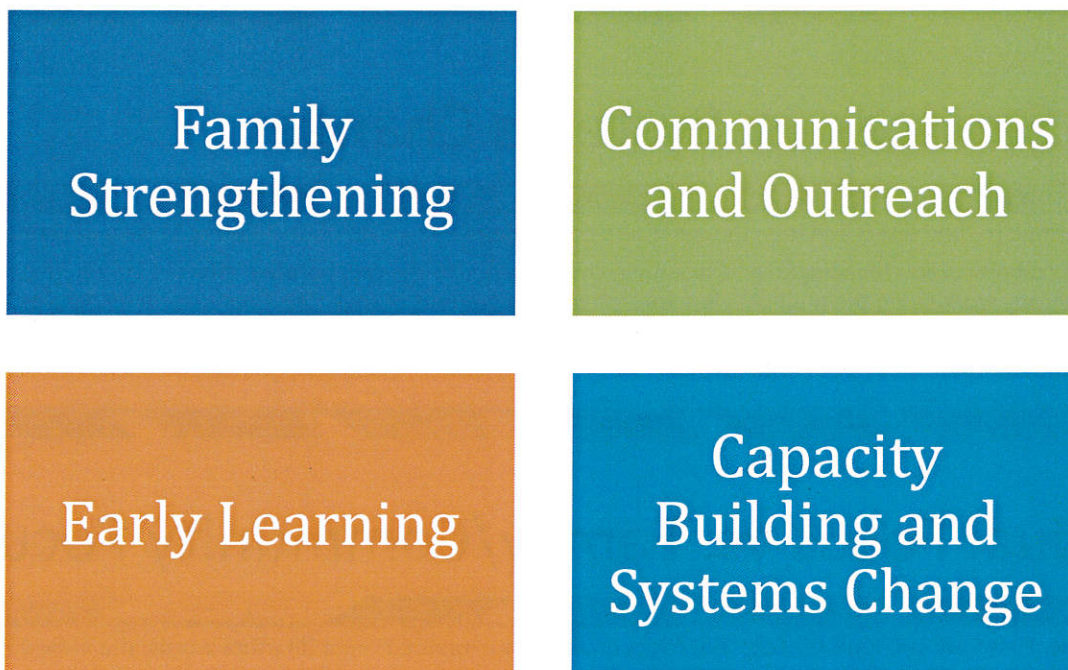 Family
Strengthening
Communications
and Outreach
Early Learning
Capacity
Building and
Systems Change